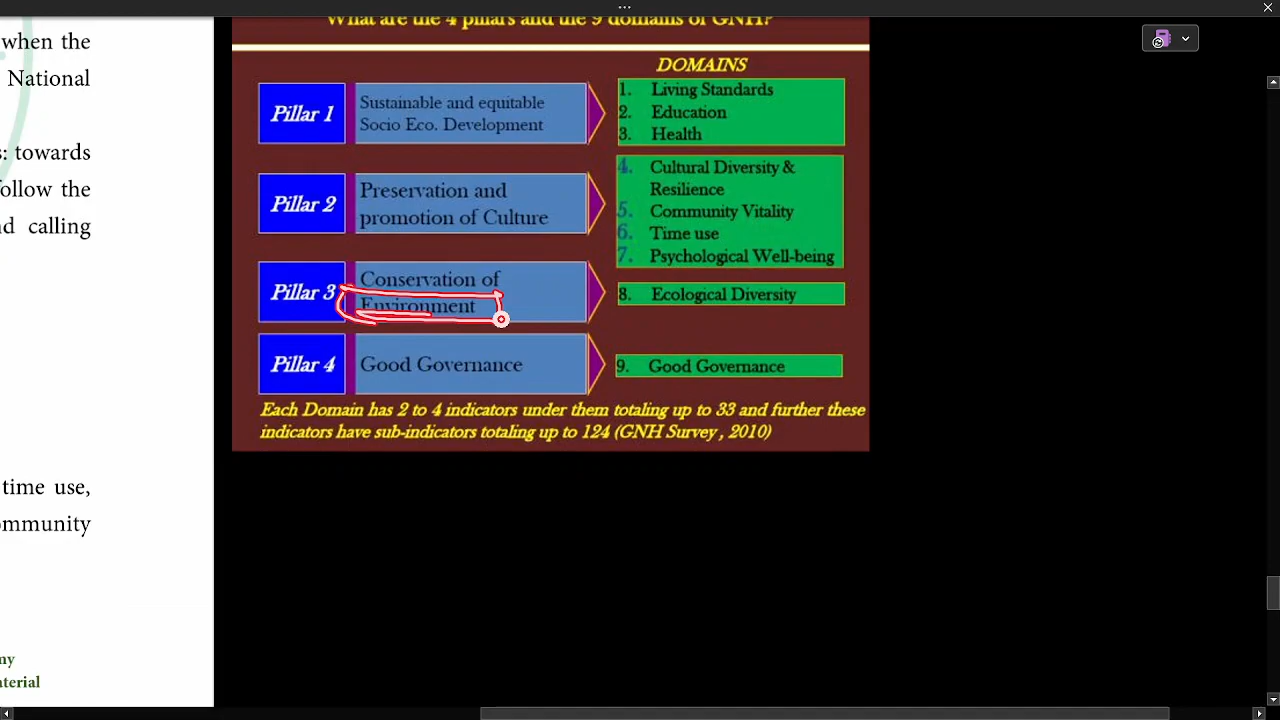 when the
National
: towards
ollow the
d calling
time use,
ommunity
my
terial
What are the 4 pillars and the 9 domains of GNH?
DOMAINS
Pillar 1
Sustainable and equitable
Socio Eco. Development
1. Living Standards
2. Education
3. Health
Pillar 2
Preservation and
promotion of Culture
4. Cultural Diversity &
Resilience
5. Community Vitality
6. Time use
7. Psychological Well-being
Pillar 3
Conservation of
Environment
8. Ecological Diversity
Pillar 4
Good Governance
9. Good Governance
Each Domain has 2 to 4 indicators under them totaling up to 33 and further these
indicators have sub-indicators totaling up to 124 (GNH Survey , 2010)